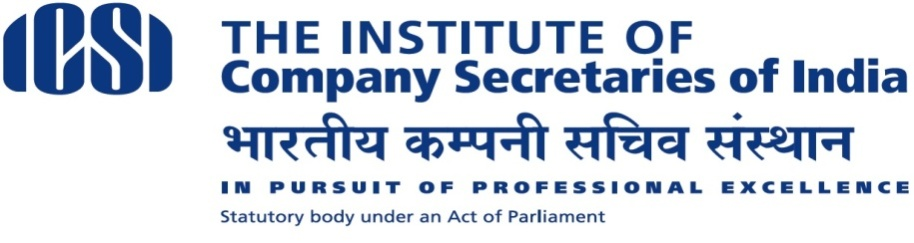 ICSI
THE INSTITUTE OF
Company Secretaries of India
भारतीय कम्पनी सचिव संस्थान
IN PURSUIT OF PROFESSIONAL EXCELLENCE
Statutory body under an Act of Parliament